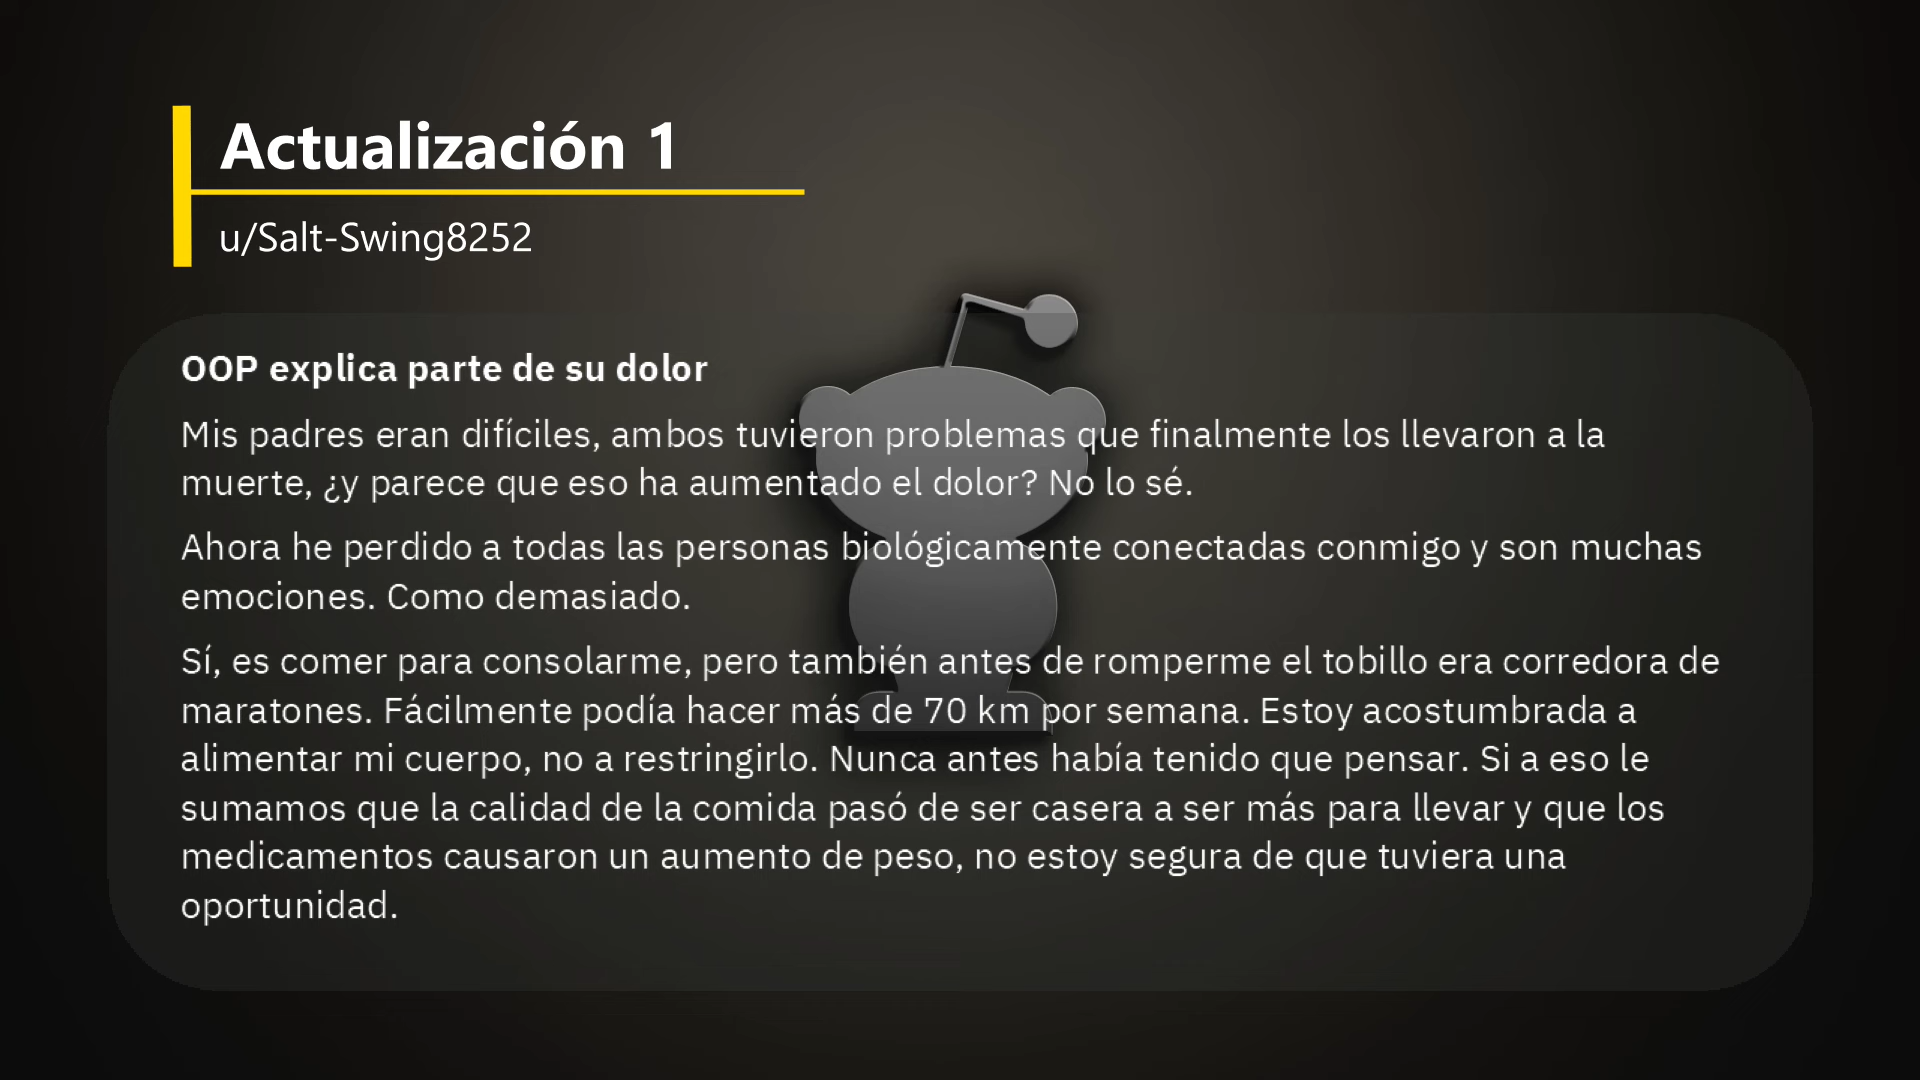 Actualización 1
u/Salt-Swing8252
OOP explica parte de su dolor
Mis padres eran difíciles, ambos tuvieron problemas que finalmente los llevaron a la
muerte, ¿y parece que eso ha aumentado el dolor? No lo sé.
Ahora he perdido a todas las personas biológicamente conectadas conmigo y son muchas
emociones. Como demasiado.
Sí, es comer para consolarme, pero también antes de romperme el tobillo era corredora de
maratones. Fácilmente podía hacer más de 70 km por semana. Estoy acostumbrada a
alimentar mi cuerpo, no a restringirlo. Nunca antes había tenido que pensar. Si a eso le
sumamos que la calidad de la comida pasó de ser casera a ser más para llevar y que los
medicamentos causaron un aumento de peso, no estoy segura de que tuviera una
oportunidad.